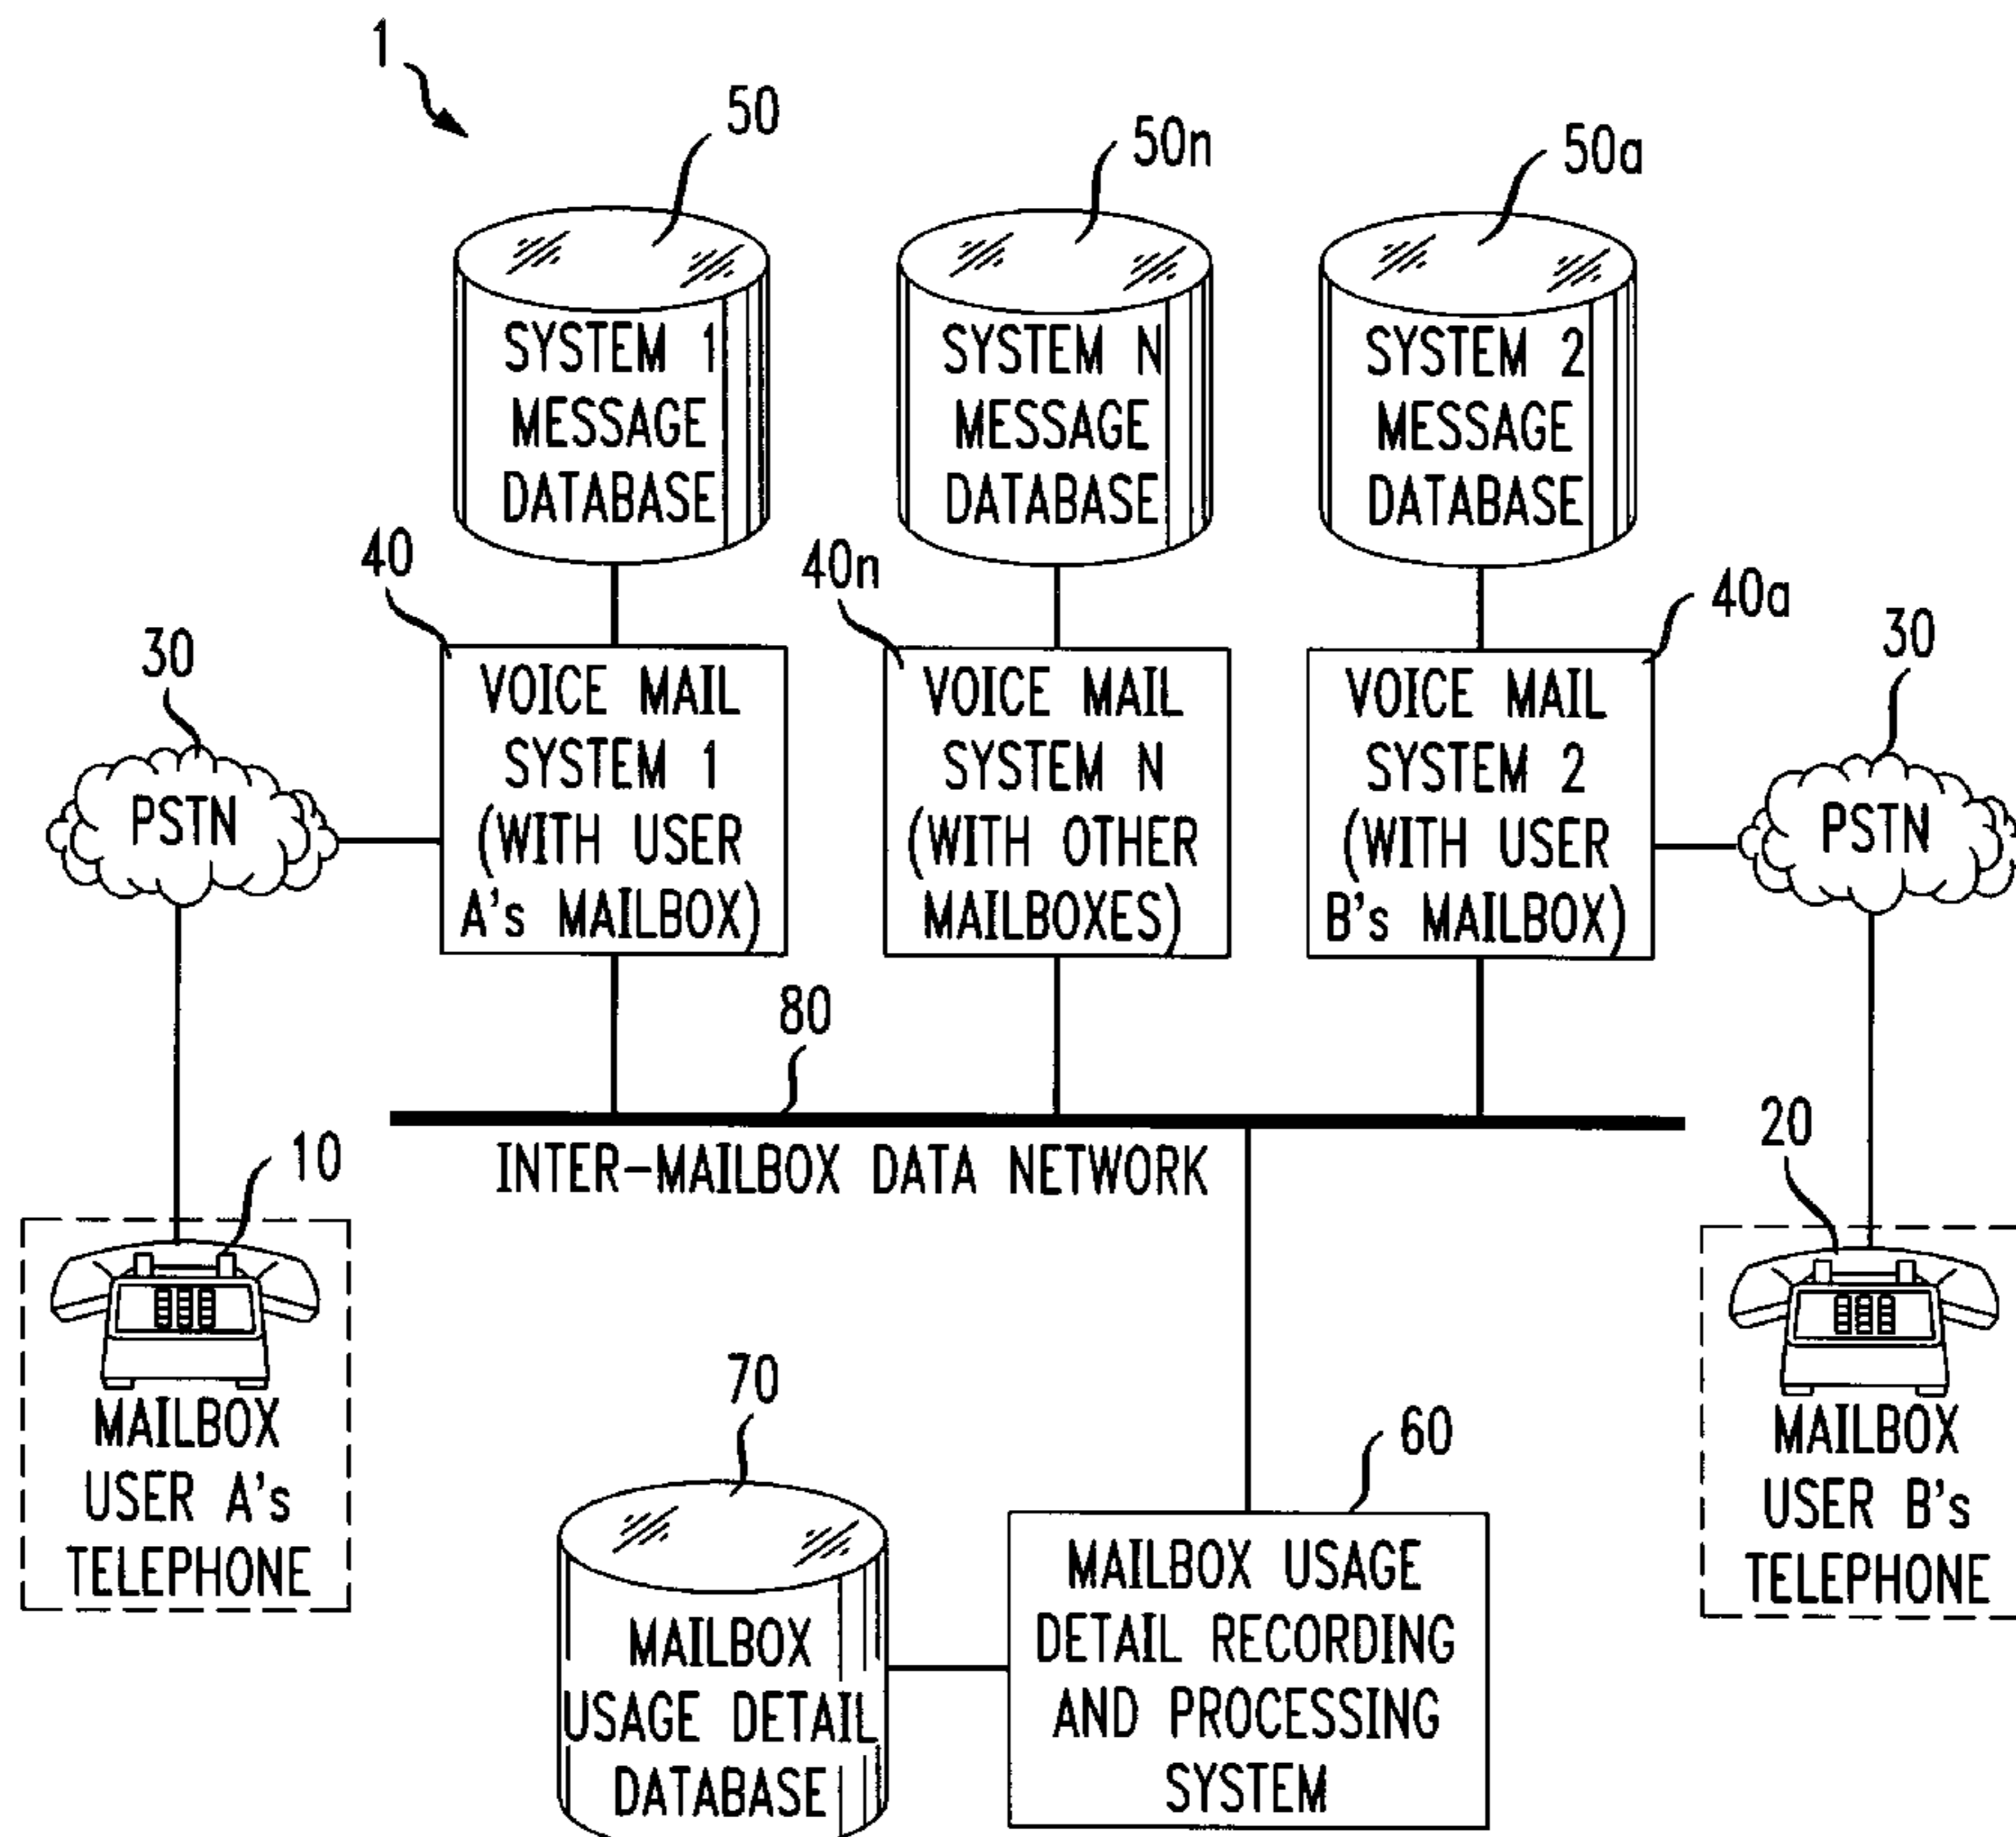 1
50
50n
50a
SYSTEM 1
MESSAGE
DATABASE
SYSTEM N
MESSAGE
DATABASE
SYSTEM 2
MESSAGE
DATABASE
40
40n
40a
30
30
VOICE MAIL
SYSTEM 1
(WITH USER
A's MAILBOX)
VOICE MAIL
SYSTEM N
(WITH OTHER
MAILBOXES)
VOICE MAIL
SYSTEM 2
(WITH USER
B's MAILBOX)
PSTN
PSTN
80
INTER-MAILBOX DATA NETWORK
10
20
MAILBOX
USER A's
TELEPHONE
MAILBOX
USER B's
TELEPHONE
70
60
MAILBOX
USAGE DETAIL
DATABASE
MAILBOX USAGE
DETAIL RECORDING
AND PROCESSING
SYSTEM